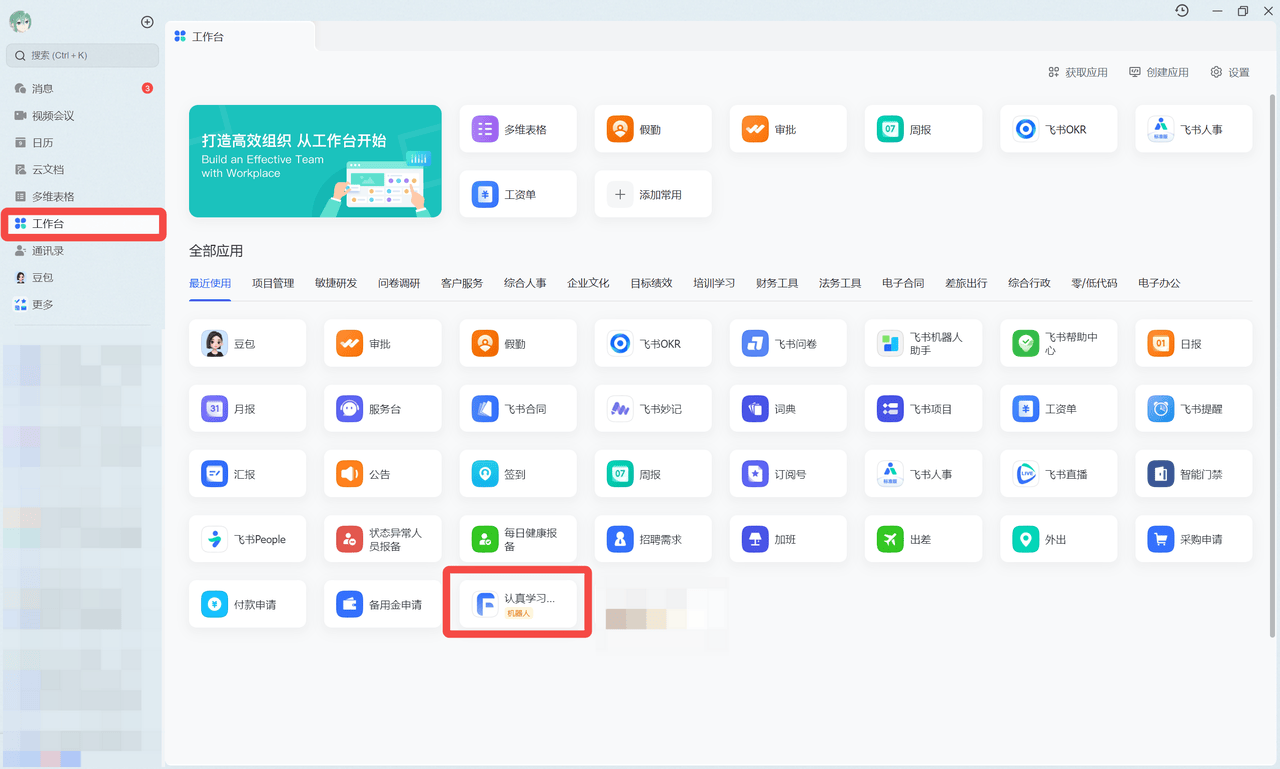 搜索 (Ctrl + K)
消息
3
视频会议
日历
云文档
多维表格
工作台
通讯录
豆包
更多
工作台
获取应用
创建应用
设置
打造高效组织 从工作台开始
Build an Effective Team
with Workplace
多维表格
假勤
审批
07
周报
飞书OKR
标准版
飞书人事
工资单
添加常用
全部应用
最近使用
项目管理
敏捷研发
问卷调研
客户服务
综合人事
企业文化
目标绩效
培训学习
财务工具
法务工具
电子合同
差旅出行
综合行政
零/低代码
电子办公
豆包
审批
假勤
飞书OKR
飞书问卷
飞书机器人
助手
飞书帮助中
心
01
日报
31
月报
服务台
飞书合同
飞书妙记
词典
飞书项目
工资单
飞书提醒
汇报
公告
签到
07
周报
订阅号
标准版
飞书人事
LIVE
飞书直播
智能门禁
飞书People
状态异常人
员报备
每日健康报
备
招聘需求
加班
出差
外出
采购申请
付款申请
备用金申请
认真学习...
机器人